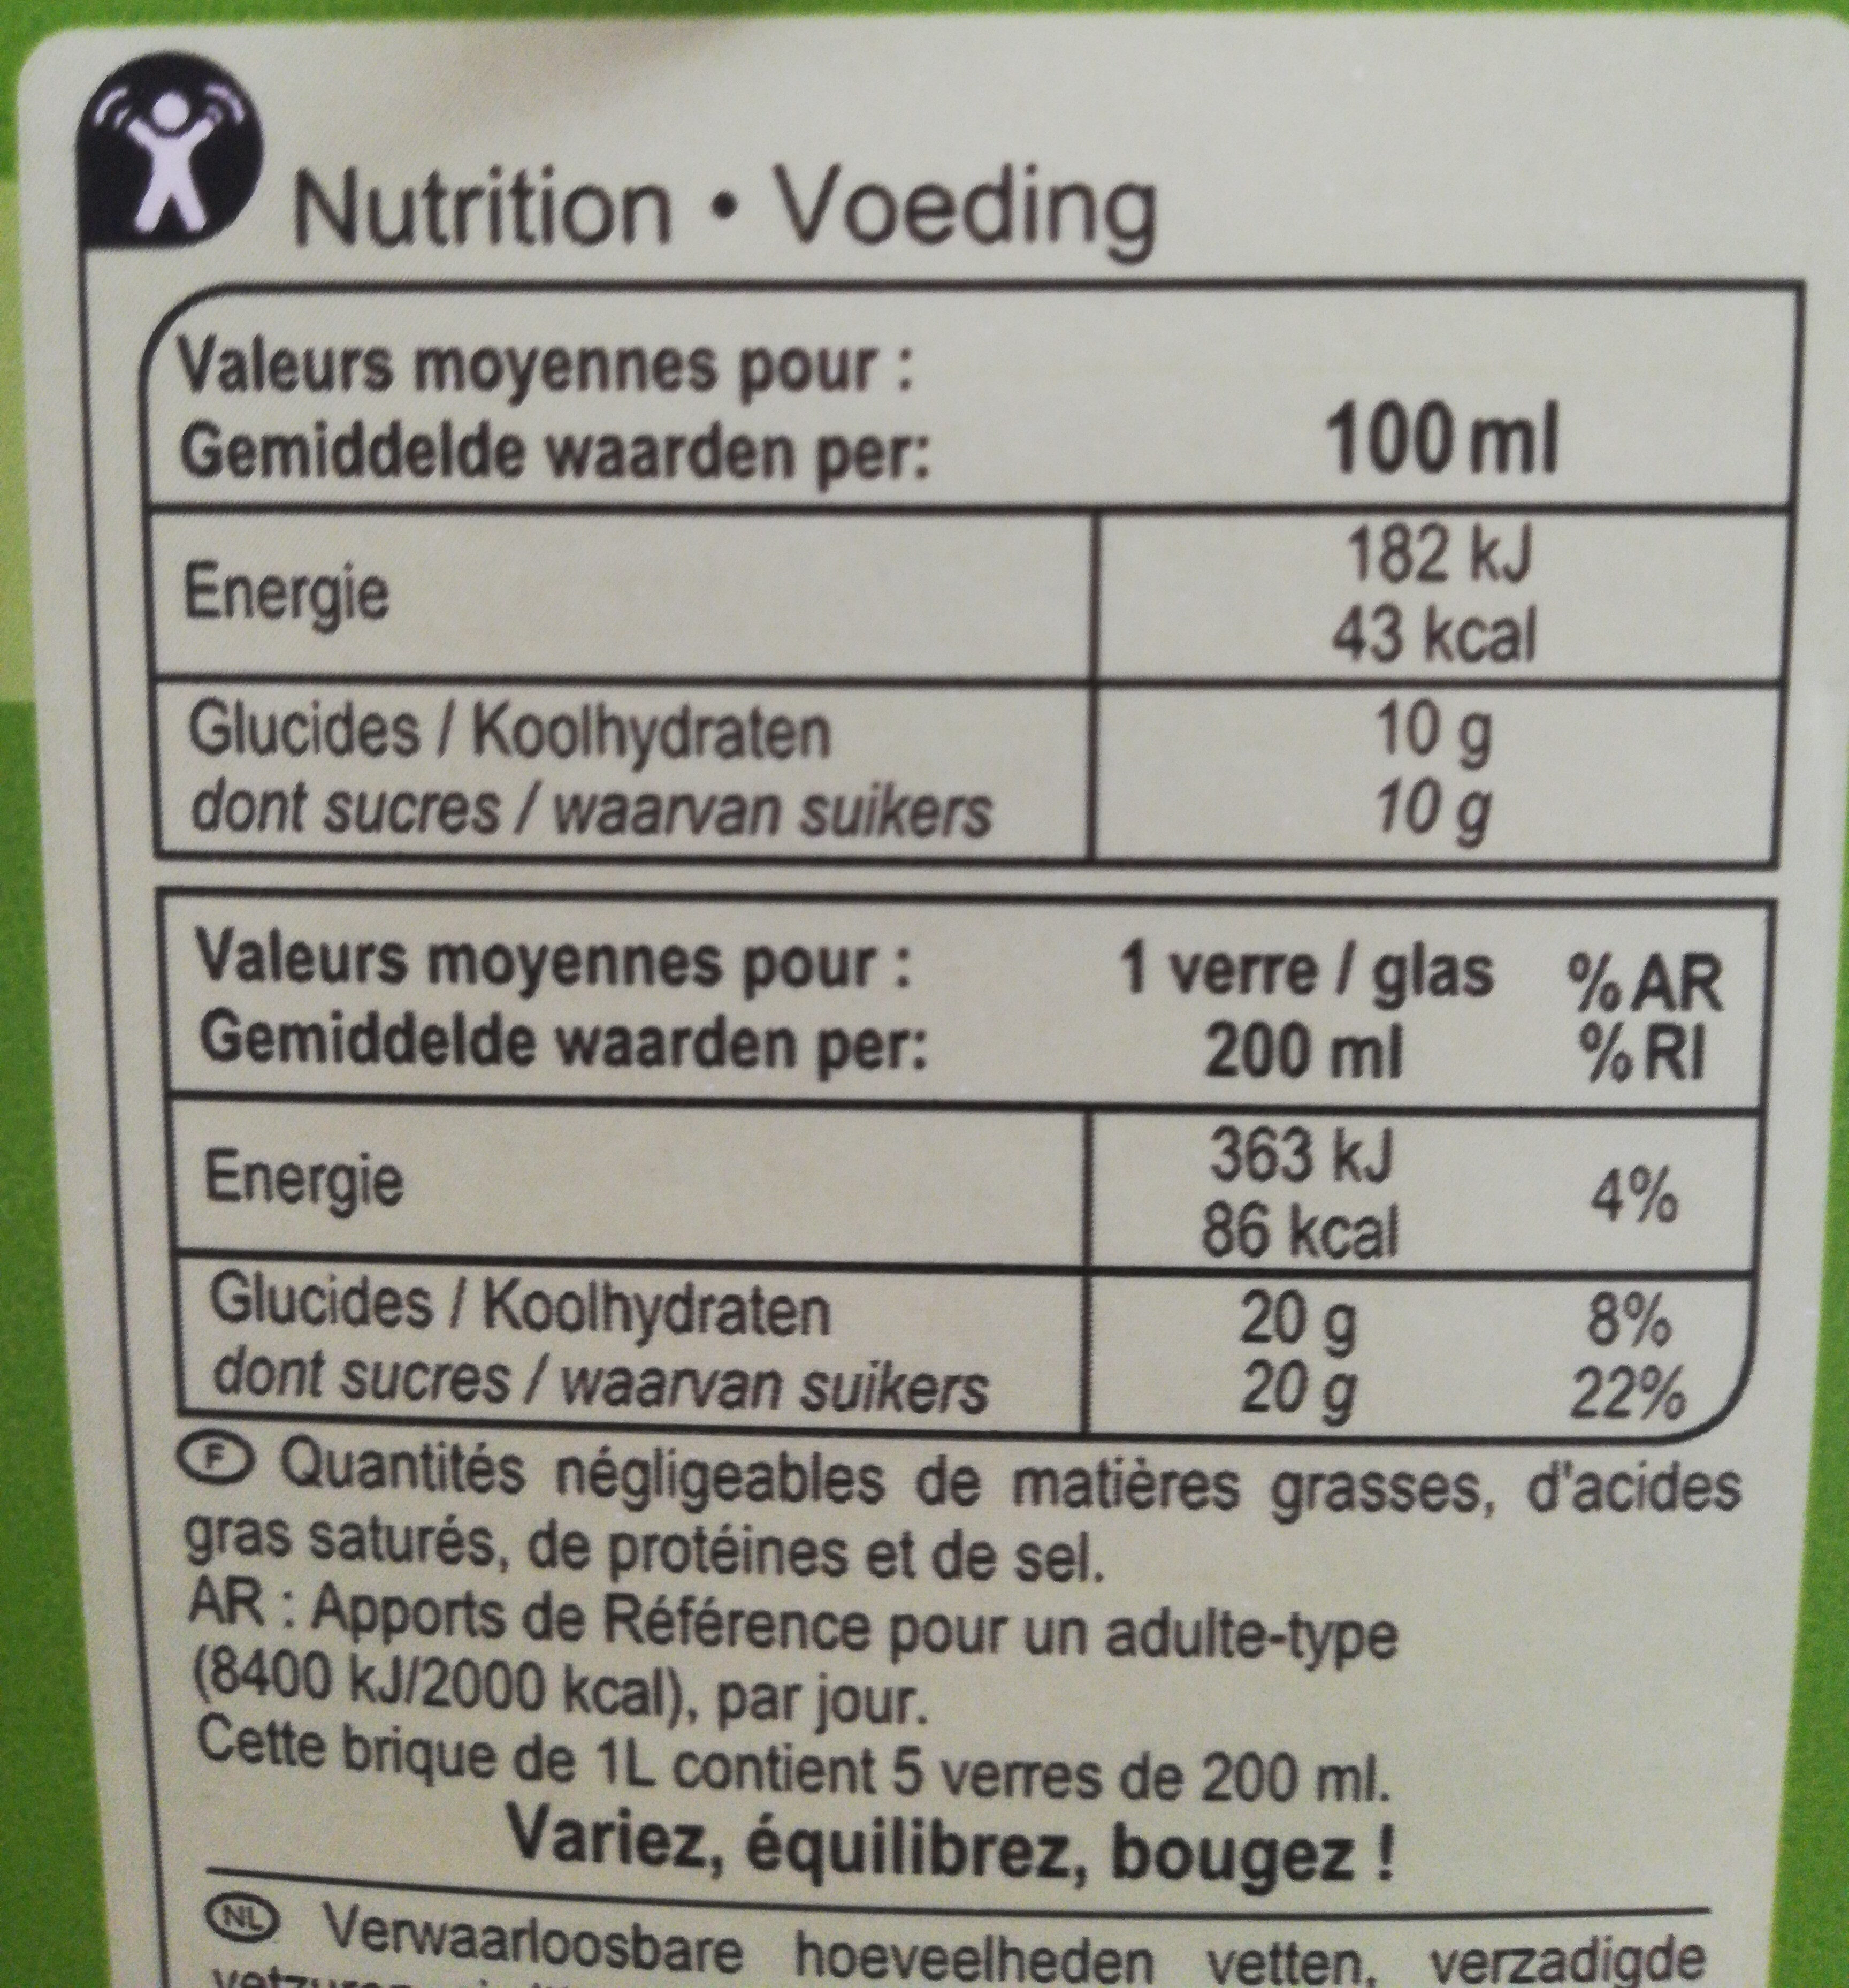 Nutrition • Voeding
Valeurs moyennes pour :
Gemiddelde waarden per:
100 ml
Energie
182 kJ
43 kcal
Glucides / Koolhydraten
10 g
dont sucres / waarvan suikers
10 g
Valeurs moyennes pour :
Gemiddelde waarden per:
1 verre / glas
200 ml
% AR
% RI
Energie
363 kJ
86 kcal
4%
Glucides / Koolhydraten
20 g
8%
dont sucres / waarvan suikers
20 g
22%
F Quantités négligeables de matières grasses, d'acides
gras saturés, de protéines et de sel.
AR : Apports de Référence pour un adulte-type
(8400 kJ/2000 kcal), par jour.
Cette brique de 1L contient 5 verres de 200 ml.
Variez, équilibrez, bougez !
NL Verwaarloosbare hoeveelheden vetten, verzadigde